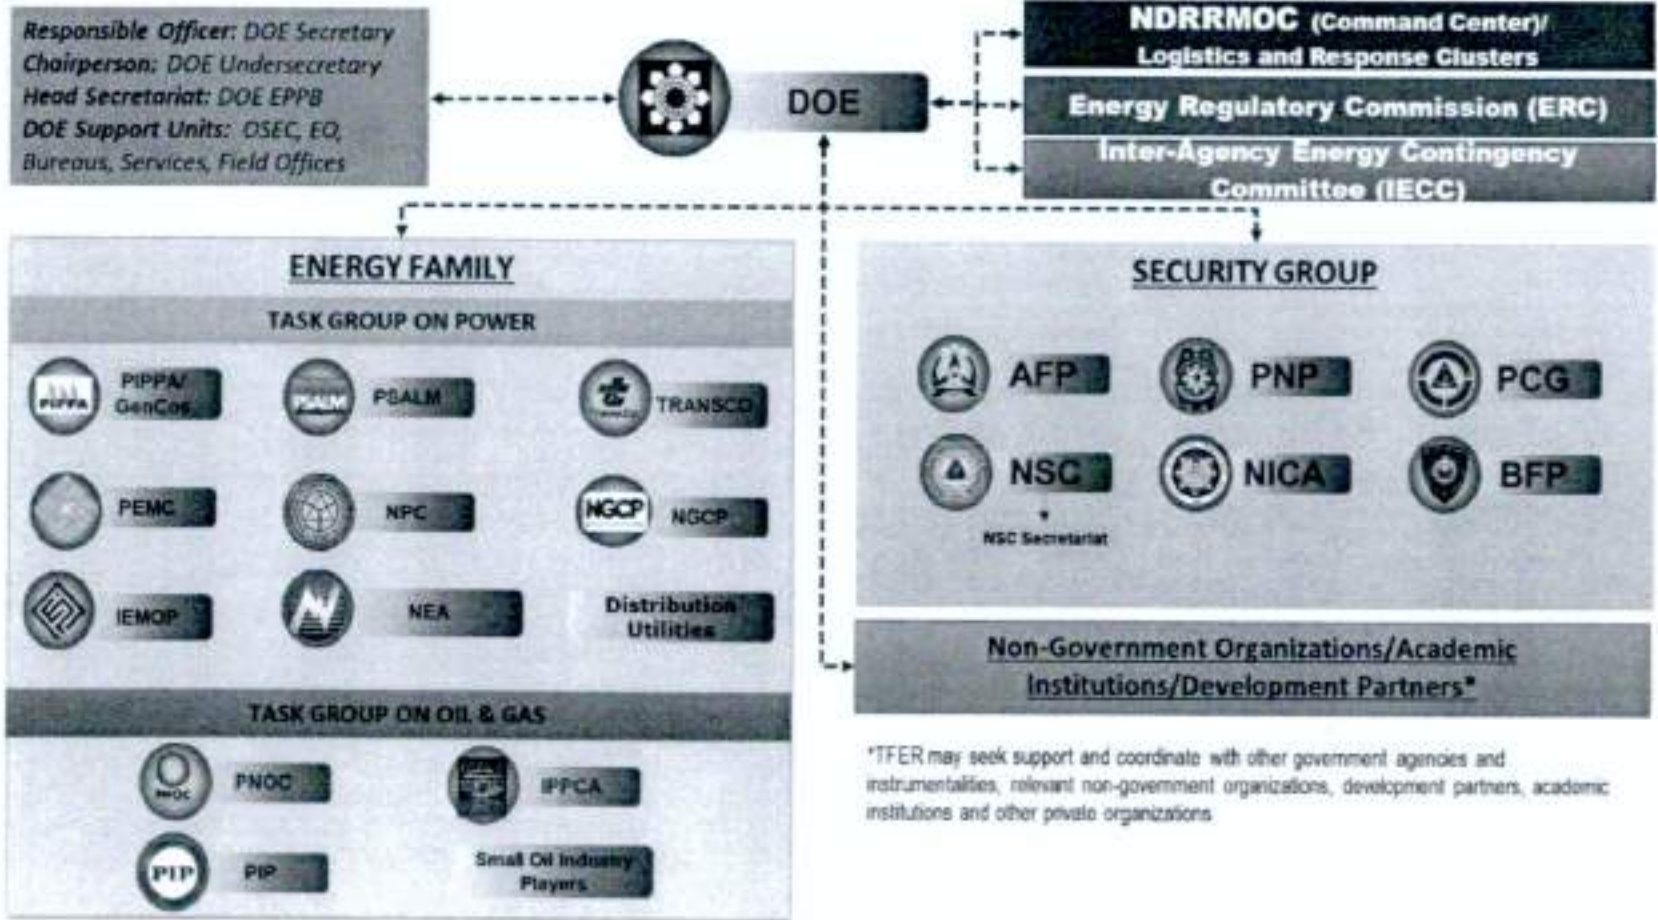 Responsible Officer: DOE Secretary
Chairperson: DOE Undersecretary
Head Secretariat: DOE EPPB
DOE Support Units: OSEC, EO,
Bureaus, Services, Field Offices
DOE
NDRRMOC (Command Center)/
Logistics and Response Clusters
Energy Regulatory Commission (ERC)
Inter-Agency Energy Contingency
Committee (IECC)
ENERGY FAMILY
TASK GROUP ON POWER
PIPPA
PIPPA/
GenCos
PSALM
PSALM
TRANSCO
PEMC
NPC
NGCP
NGCP
IEMOP
NEA
Distribution
Utilities
TASK GROUP ON OIL & GAS
PNOC
PNOC
IPPCA
PIP
PIP
Small Oil Industry
Players
SECURITY GROUP
AFP
PNP
PCG
NSC
NICA
BFP
NSC Secretariat
Non-Government Organizations/Academic
Institutions/Development Partners*
*TFER may seek support and coordinate with other government agencies and
instrumentalities, relevant non-government organizations, development partners, academic
institutions and other private organizations